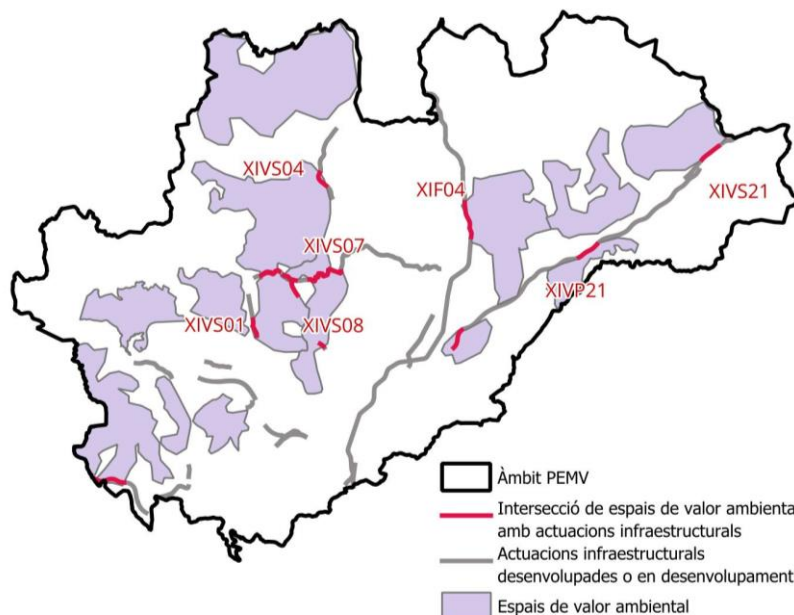 XIVS04
XIF04
XIVS21
XIVS07
XIVP21
XIVS01
XIVS08
Àmbit PEMV
Intersecció de espais de valor ambienta
amb actuacions infraestructurals
Actuacions infraestructurals
desenvolupades o en desenvolupament
Espais de valor ambiental